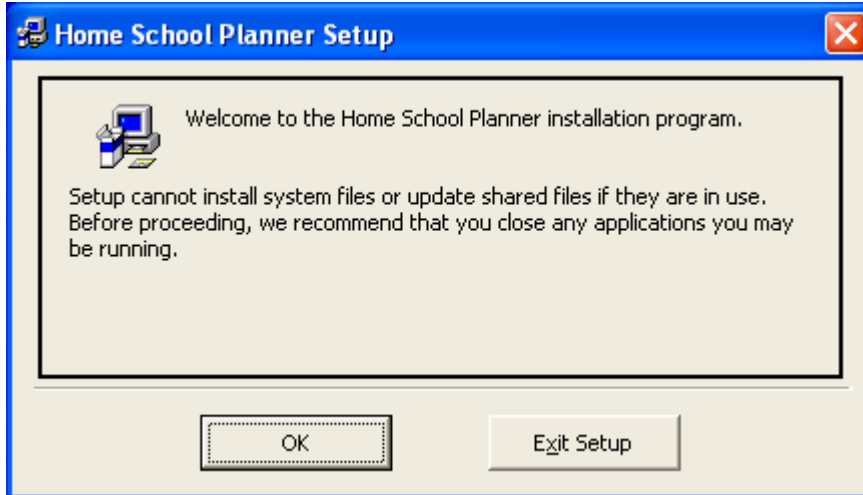 Home School Planner Setup
Welcome to the Home School Planner installation program.
Setup cannot install system files or update shared files if they are in use.
Before proceeding, we recommend that you close any applications you may
be running.
OK
Exit Setup